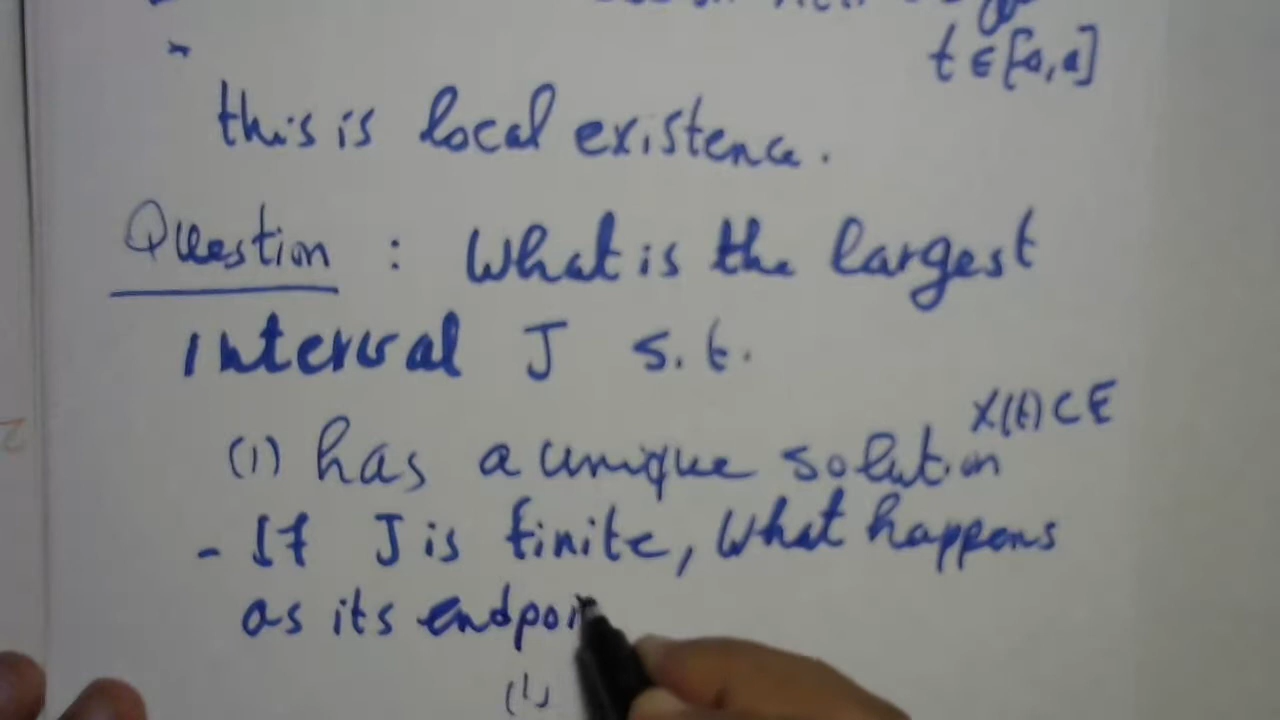 t ∈ [-a, a]
this is local existence.
Question : What is the largest
interval J s.t.
(1) has a unique solution X(t) ⊂ E
- If J is finite, What happens
as its endpoi
(1)